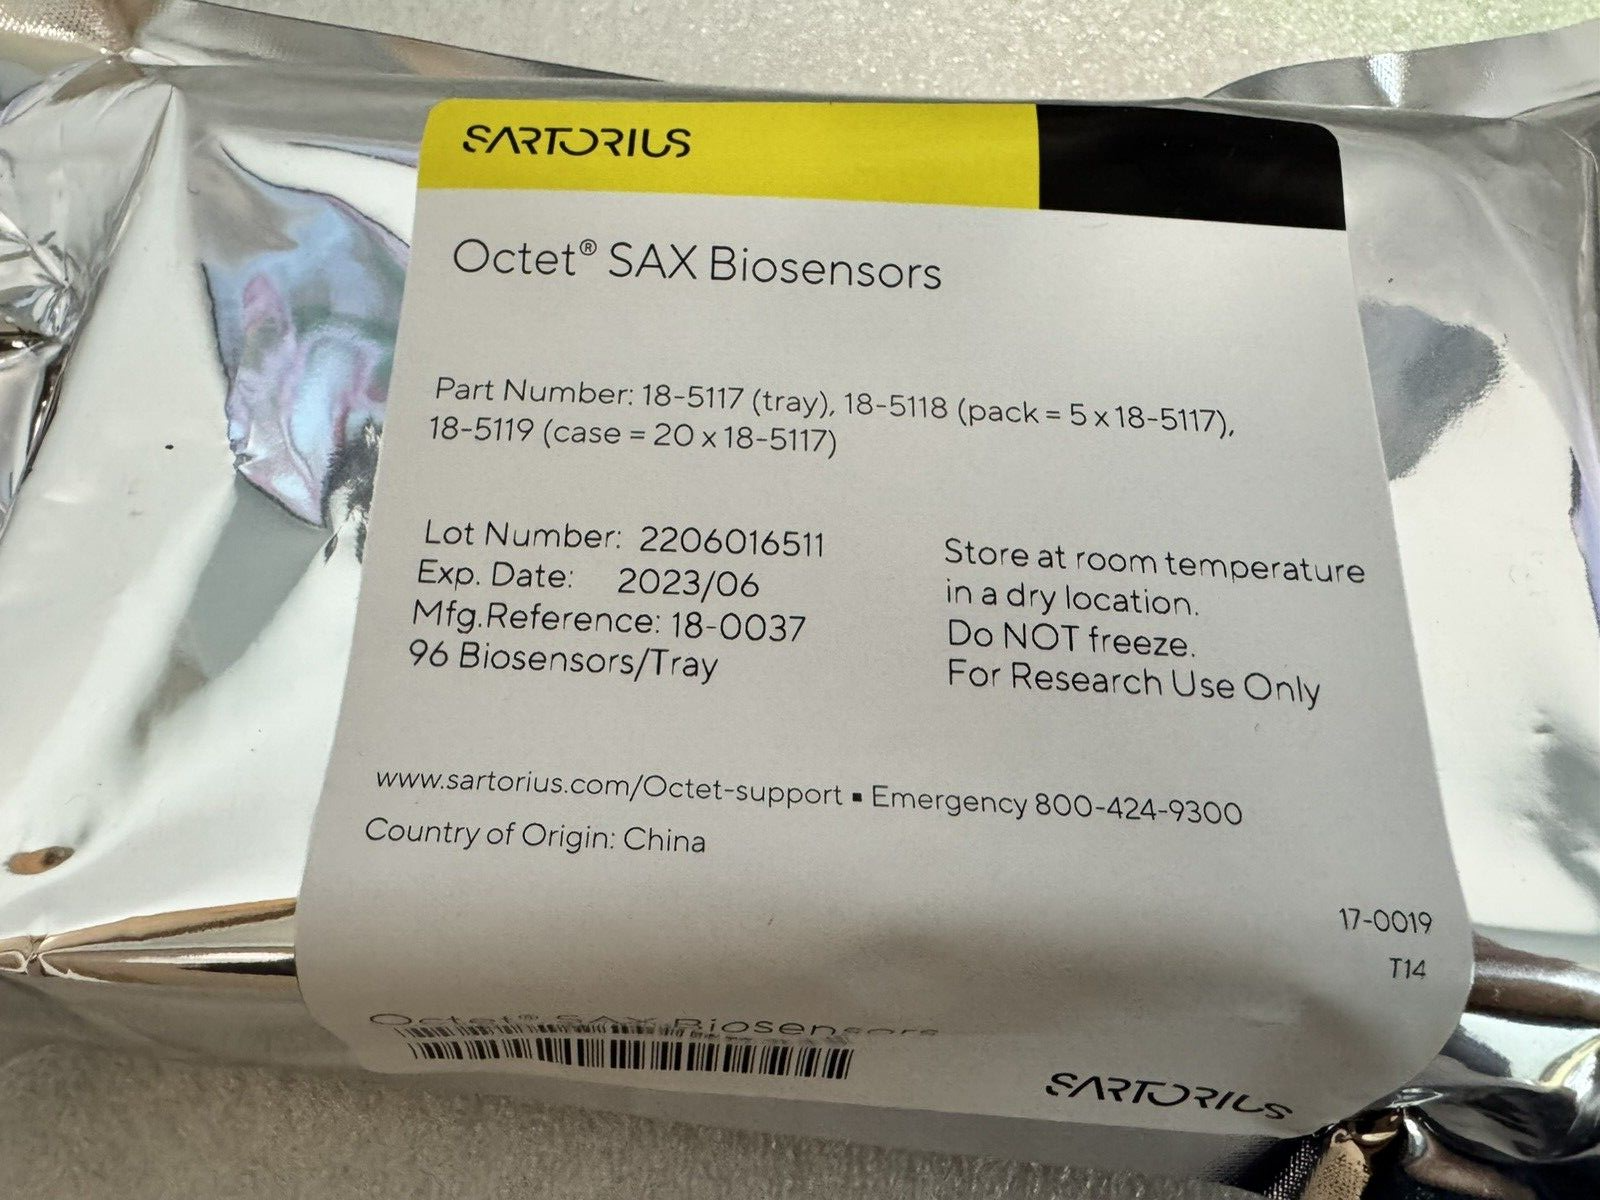 SARTORIUS
Octet® SAX Biosensors
Part Number: 18-5117 (tray), 18-5118 (pack = 5 x 18-5117),
18-5119 (case = 20 x 18-5117)
Lot Number: 2206016511
Exp. Date: 2023/06
Mfg.Reference: 18-0037
96 Biosensors/Tray
Store at room temperature
in a dry location.
Do NOT freeze.
For Research Use Only
www.sartorius.com/Octet-support ▪ Emergency 800-424-9300
Country of Origin: China
17-0019
T14
Octet® SAX Biosensors
SARTORIUS